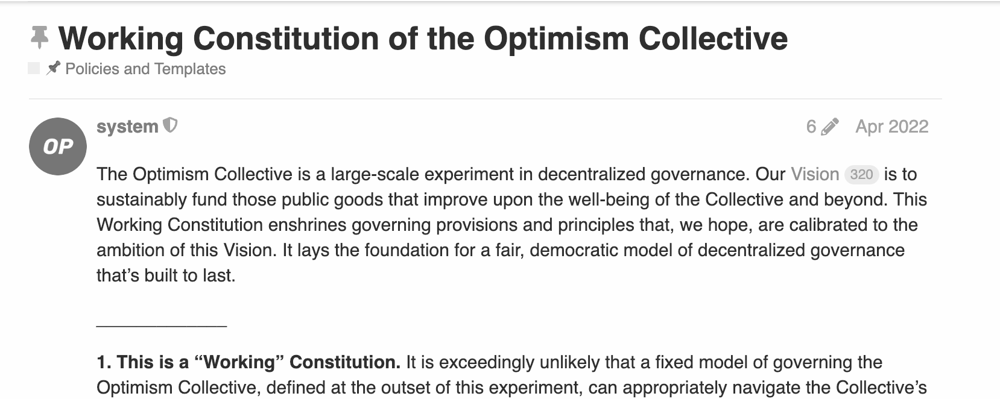 Working Constitution of the Optimism Collective
Policies and Templates
system
6 Apr 2022
OP
The Optimism Collective is a large-scale experiment in decentralized governance. Our Vision 320 is to
sustainably fund those public goods that improve upon the well-being of the Collective and beyond. This
Working Constitution enshrines governing provisions and principles that, we hope, are calibrated to the
ambition of this Vision. It lays the foundation for a fair, democratic model of decentralized governance
that’s built to last.
_____________
1. This is a “Working” Constitution. It is exceedingly unlikely that a fixed model of governing the
Optimism Collective, defined at the outset of this experiment, can appropriately navigate the Collective’s